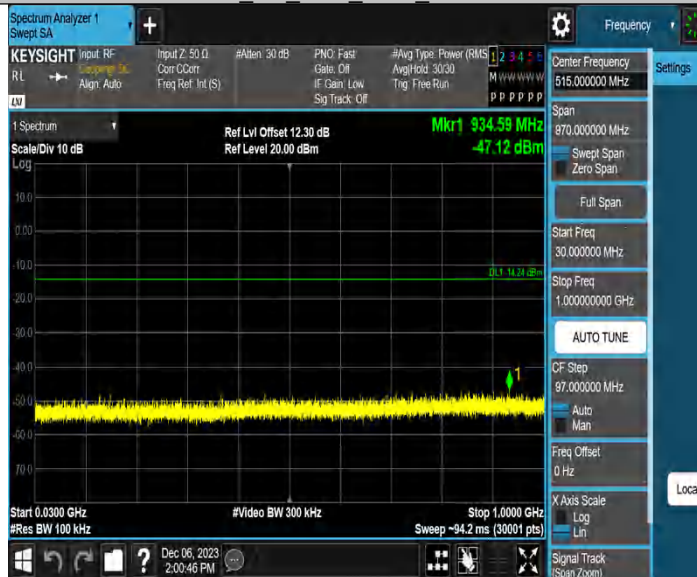 Spectrum Analyzer 1
Swept SA
+
Frequency
KEYSIGHT
Input: RF
Coupling: DC
Align: Auto
Input Z: 50 Ω
Corr CCorr
Freq Ref: Int (S)
#Atten: 30 dB
PNO: Fast
Gate: Off
IF Gain: Low
Sig Track: Off
#Avg Type: Power (RMS
Avg|Hold: 30/30
Trig: Free Run
1 2 3 4 5 6
M W W W W W
P P P P P P
R L
LXI
1 Spectrum
Scale/Div 10 dB
Ref Lvl Offset 12.30 dB
Ref Level 20.00 dBm
Mkr1 934.59 MHz
-47.12 dBm
Log
10.0
0.00
-10.0
-20.0
-30.0
-40.0
-50.0
-60.0
-70.0
DL1 -14.24 dBm
1
Start 0.0300 GHz
#Res BW 100 kHz
#Video BW 300 kHz
Stop 1.0000 GHz
Sweep ~94.2 ms (30001 pts)
?
Dec 06, 2023
2:00:46 PM
Center Frequency
515.000000 MHz
Span
970.000000 MHz
Swept Span
Zero Span
Full Span
Start Freq
30.000000 MHz
Stop Freq
1.000000000 GHz
AUTO TUNE
CF Step
97.000000 MHz
Auto
Man
Freq Offset
0 Hz
X Axis Scale
Log
Lin
Signal Track
(Span Zoom)
Settings
Loca